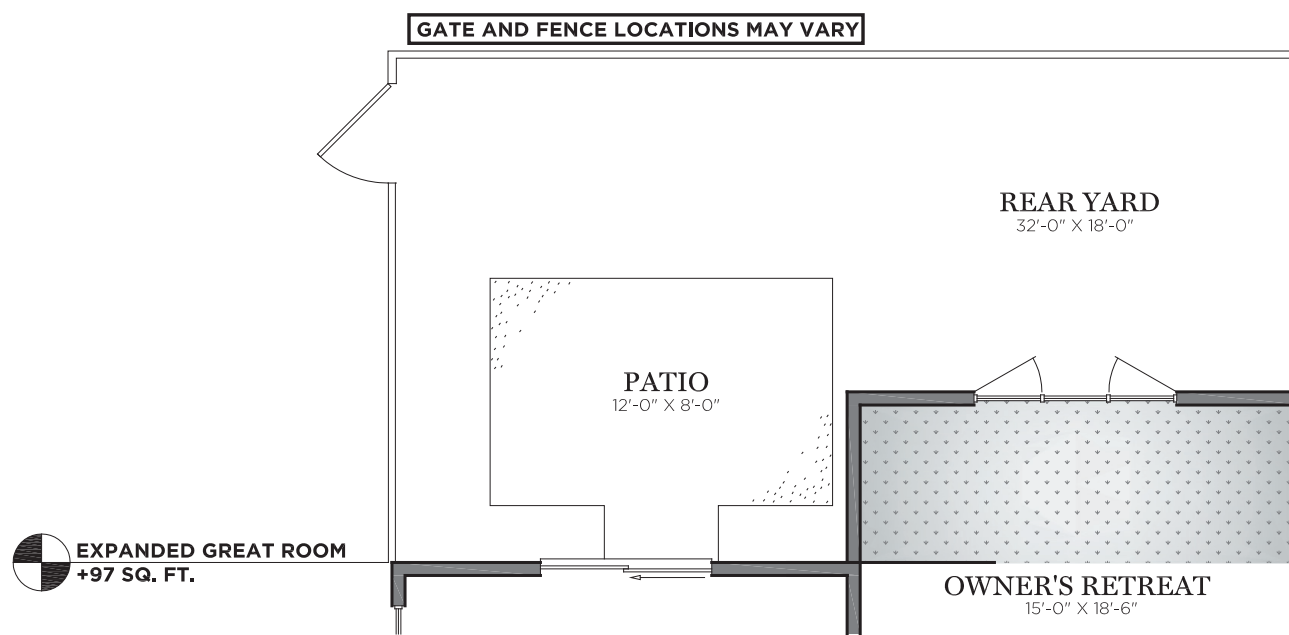 GATE AND FENCE LOCATIONS MAY VARY
REAR YARD
32'-0" X 18'-0"
PATIO
12'-0" X 8'-0"
EXPANDED GREAT ROOM
+97 SQ. FT.
OWNER'S RETREAT
15'-0" X 18'-6"